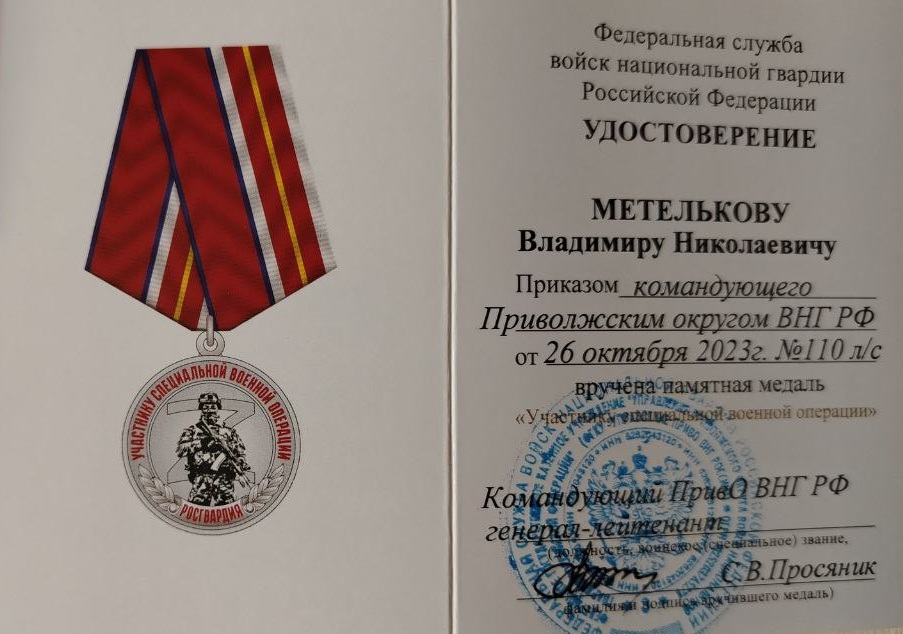 УЧАСТНИКУ СПЕЦИАЛЬНОЙ ВОЕННОЙ ОПЕРАЦИИ
Z
РОСГВАРДИЯ
Федеральная служба
войск национальной гвардии
Российской Федерации
УДОСТОВЕРЕНИЕ
МЕТЕЛЬКОВУ
Владимиру Николаевичу
Приказом командующего
Приволжским округом ВНГ РФ
от 26 октября 2023г. №110 л/с
вручена памятная медаль
«Участнику специальной военной операции»
Командующий ПривО ВНГ РФ
генерал-лейтенант
(должность, воинское (специальное) звание,
С.В.Просяник
фамилия и подпись вручившего медаль)